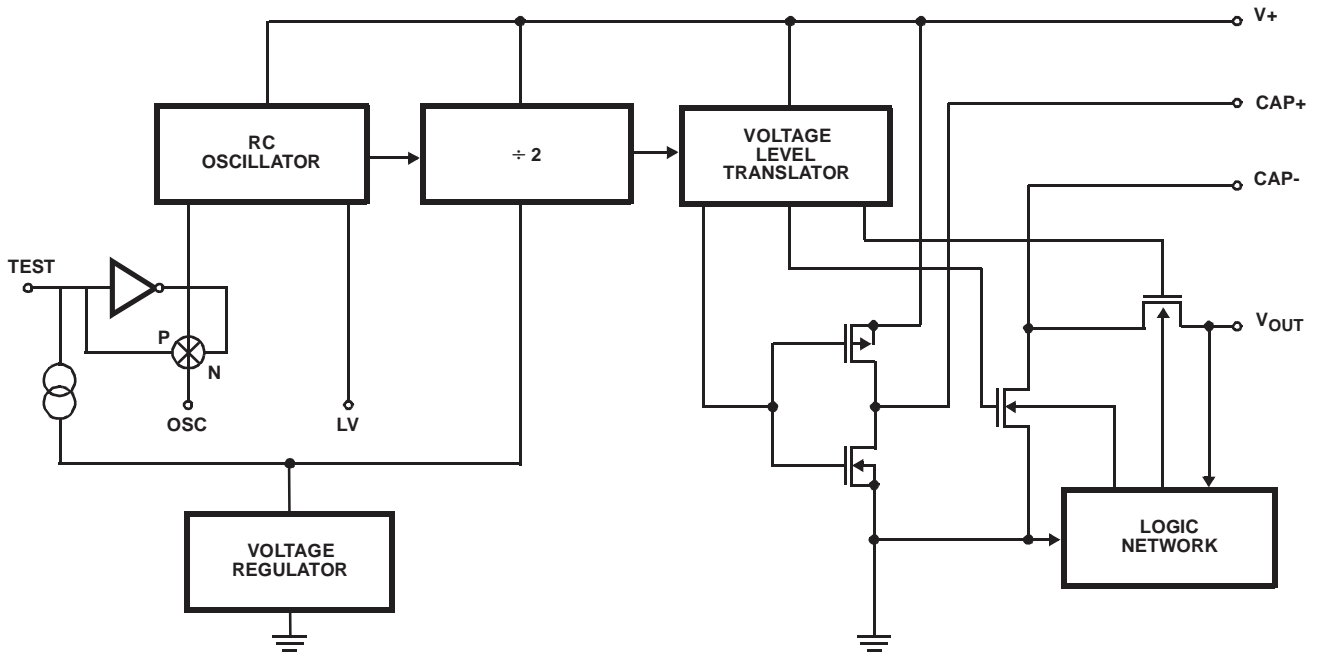 V+
CAP+
RC
OSCILLATOR
÷ 2
VOLTAGE
LEVEL
TRANSLATOR
CAP-
TEST
P
N
OSC
LV
VOUT
VOLTAGE
REGULATOR
LOGIC
NETWORK